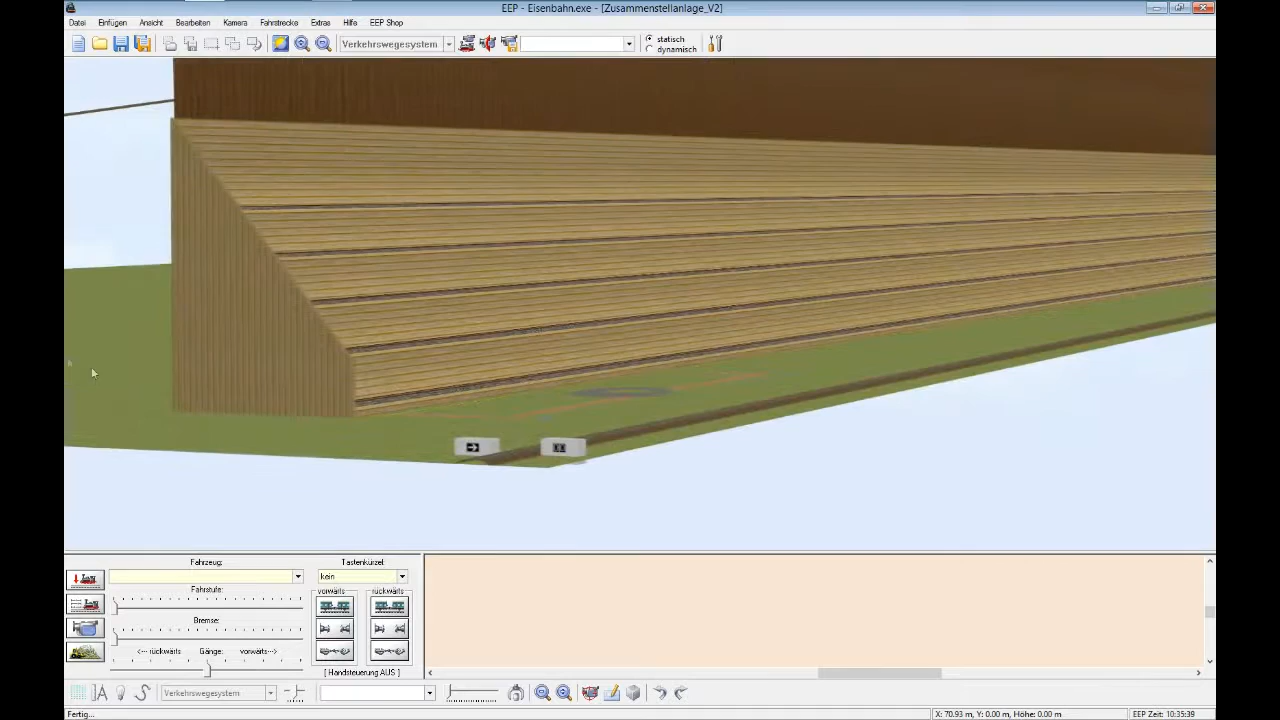 EEP - Eisenbahn.exe - [Zusammenstellanlage_V2]
Datei Einfügen Ansicht Bearbeiten Kamera Fahrstrecke Extras Hilfe EEP Shop
Verkehrswegesystem
statisch
dynamisch
Fahrzeug: Tastenkürzel:
kein
Fahrstufe: vorwärts rückwärts
Bremse:
<-- rückwärts Gänge: vorwärts-->
[ Handsteuerung AUS ]
Verkehrswegesystem
Fertig... X: 70.93 m, Y: 0.00 m, Höhe: 0.00 m EEP Zeit: 10:35:39